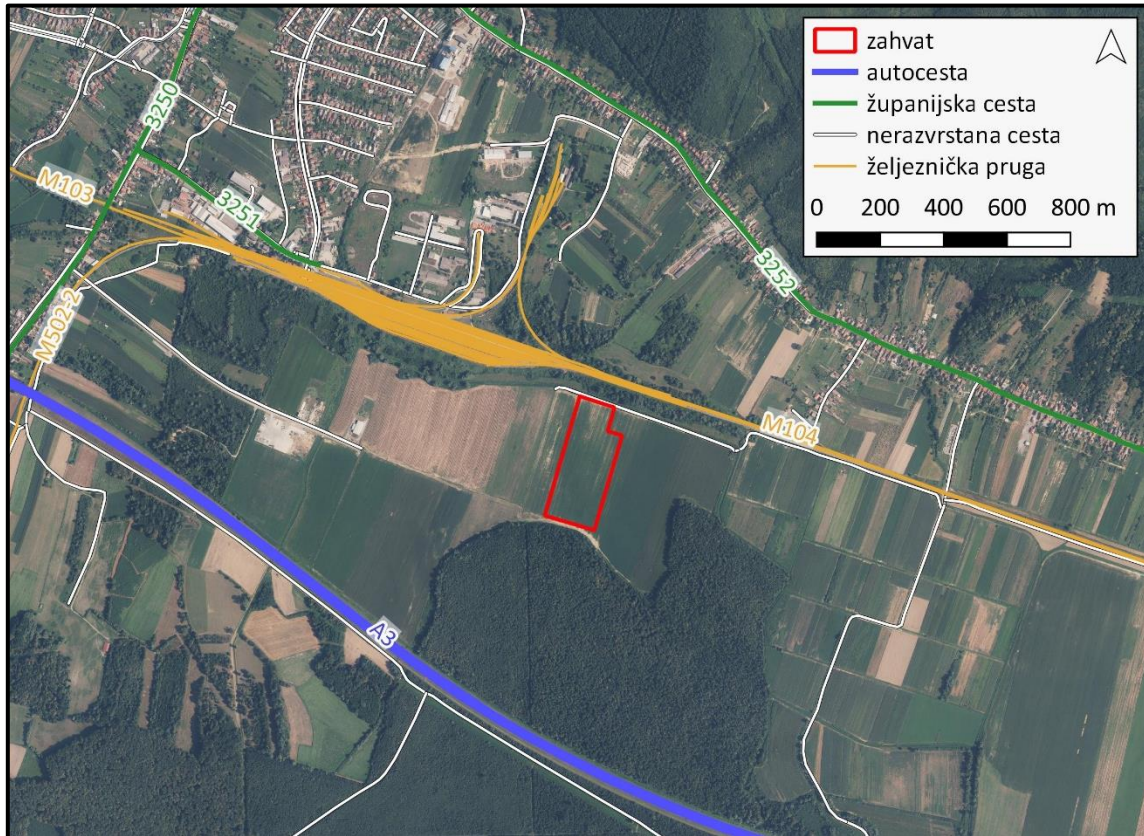 zahvat
autocesta
županijska cesta
nerazvrstana cesta
željeznička pruga
0 200 400 600 800 m
3250
M103
3251
3252
M502-2
M104
A3